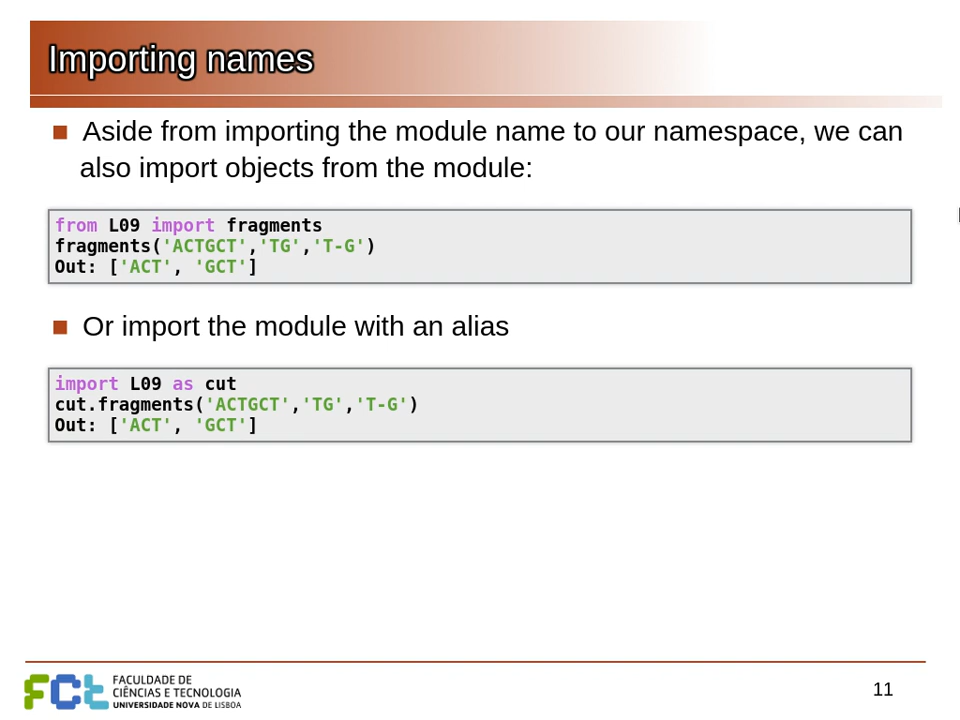 Importing names
Aside from importing the module name to our namespace, we can
also import objects from the module:
from L09 import fragments
fragments('ACTGCT','TG','T-G')
Out: ['ACT', 'GCT']
Or import the module with an alias
import L09 as cut
cut.fragments('ACTGCT','TG','T-G')
Out: ['ACT', 'GCT']
FCt
FACULDADE DE
CIÊNCIAS E TECNOLOGIA
UNIVERSIDADE NOVA DE LISBOA
11